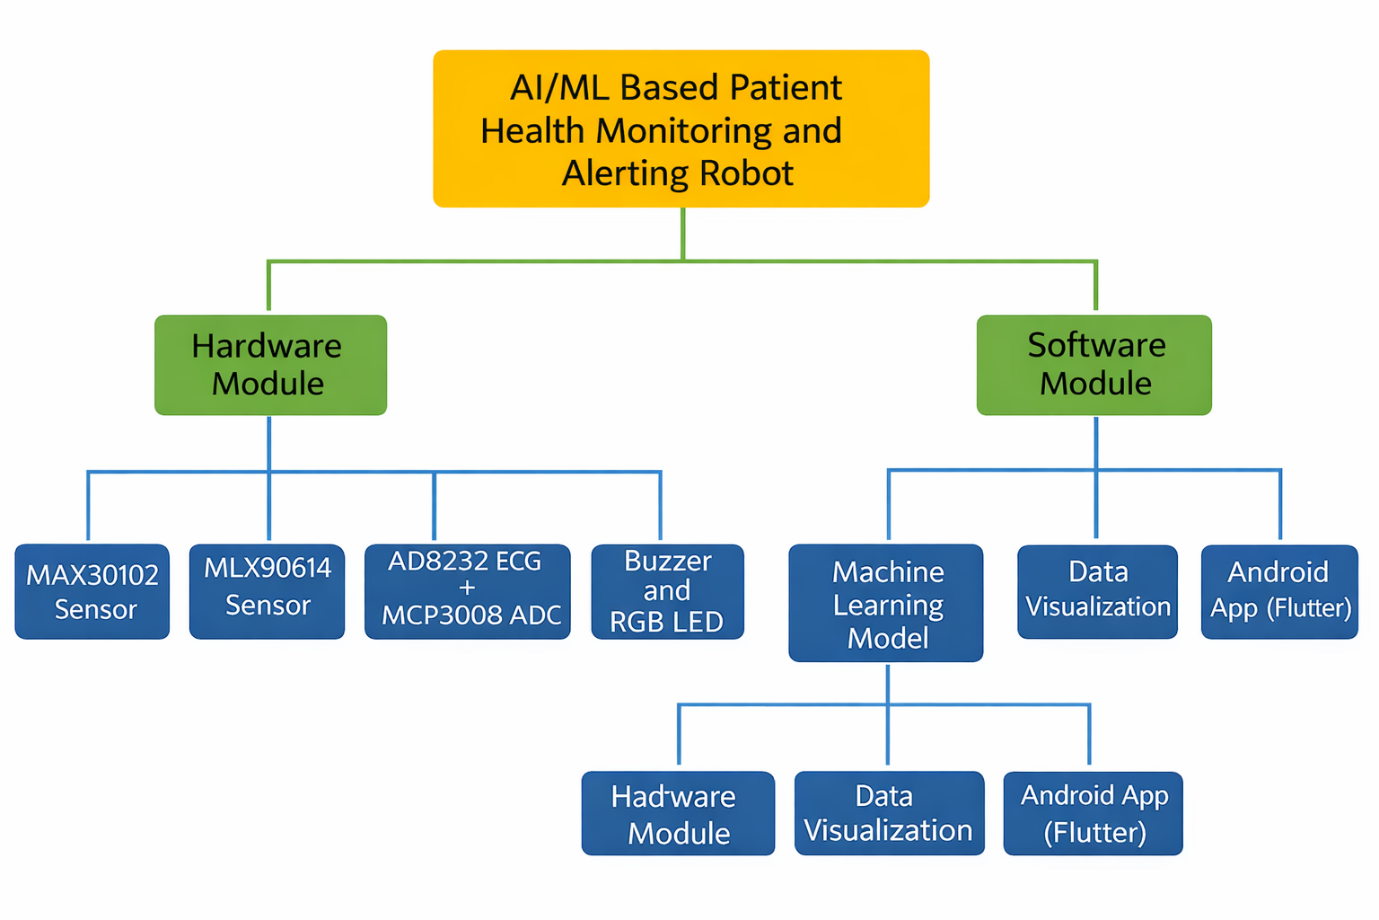 AI/ML Based Patient
Health Monitoring and
Alerting Robot
Hardware
Module
Software
Module
MAX30102
Sensor
MLX90614
Sensor
AD8232 ECG
+
MCP3008 ADC
Buzzer
and
RGB LED
Machine
Learning
Model
Data
Visualization
Android
App (Flutter)
Hadware
Module
Data
Visualization
Android App
(Flutter)